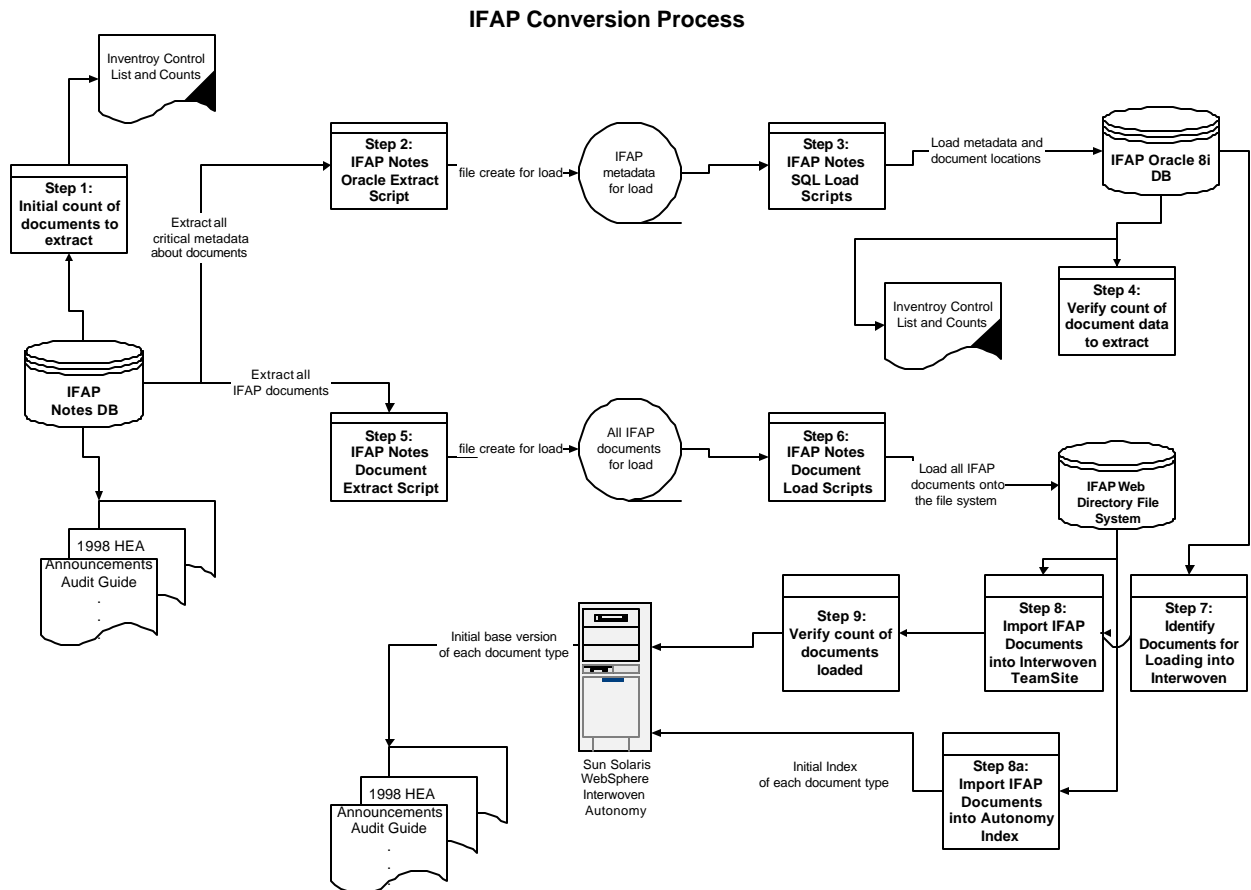 IFAP Conversion Process
Inventroy Control
List and Counts
Step 1:
Initial count of
documents to
extract
Extract all
critical metadata
about documents
Step 2:
IFAP Notes
Oracle Extract
Script
file create for load
IFAP
metadata
for load
Step 3:
IFAP Notes
SQL Load
Scripts
Load metadata and
document locations
IFAP Oracle 8i
DB
Inventroy Control
List and Counts
Step 4:
Verify count of
document data
to extract
IFAP
Notes DB
Extract all
IFAP documents
Step 5:
IFAP Notes
Document
Extract Script
file create for load
All IFAP
documents
for load
Step 6:
IFAP Notes
Document
Load Scripts
Load all IFAP
documents onto
the file system
IFAP Web
Directory File
System
1998 HEA
Announcements
Audit Guide
.
.
.
Initial base version
of each document type
Sun Solaris
WebSphere
Interwoven
Autonomy
Step 9:
Verify count of
documents
loaded
Step 8:
Import IFAP
Documents
into Interwoven
TeamSite
Step 7:
Identify
Documents for
Loading into
Interwoven
Initial Index
of each document type
Step 8a:
Import IFAP
Documents
into Autonomy
Index
1998 HEA
Announcements
Audit Guide
.
.
.